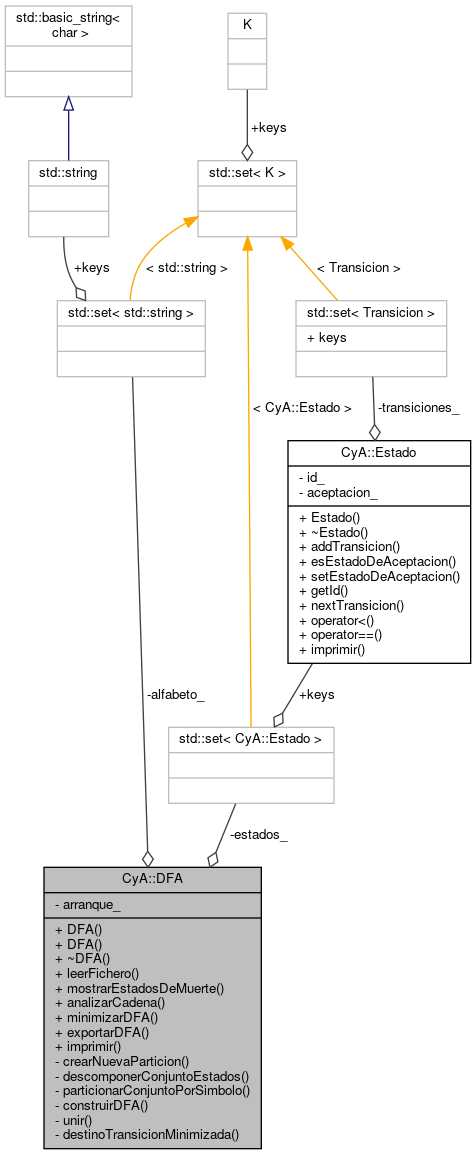 std::basic_string<
char >
K
+keys
std::string
std::set< K >
+keys
< std::string >
< Transicion >
std::set< std::string >
std::set< Transicion >
+ keys
< CyA::Estado >
-transiciones_
CyA::Estado
- id_
- aceptacion_
+ Estado()
+ ~Estado()
+ addTransicion()
+ esEstadoDeAceptacion()
+ setEstadoDeAceptacion()
+ getId()
+ nextTransicion()
+ operator<()
+ operator==()
+ imprimir()
-alfabeto_
+keys
std::set< CyA::Estado >
-estados_
CyA::DFA
- arranque_
+ DFA()
+ DFA()
+ ~DFA()
+ leerFichero()
+ mostrarEstadosDeMuerte()
+ analizarCadena()
+ minimizarDFA()
+ exportarDFA()
+ imprimir()
- crearNuevaParticion()
- descomponerConjuntoEstados()
- particionarConjuntoPorSimbolo()
- construirDFA()
- unir()
- destinoTransicionMinimizada()